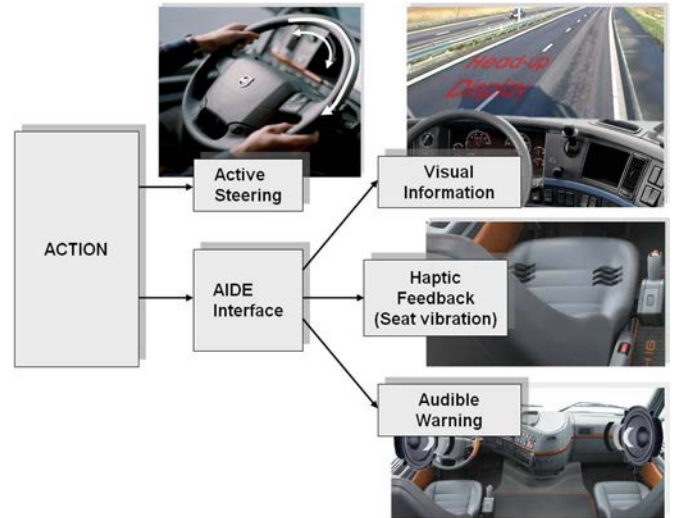 Head-up
Display
Active
Steering
Visual
Information
ACTION
AIDE
Interface
Haptic
Feedback
(Seat vibration)
Audible
Warning